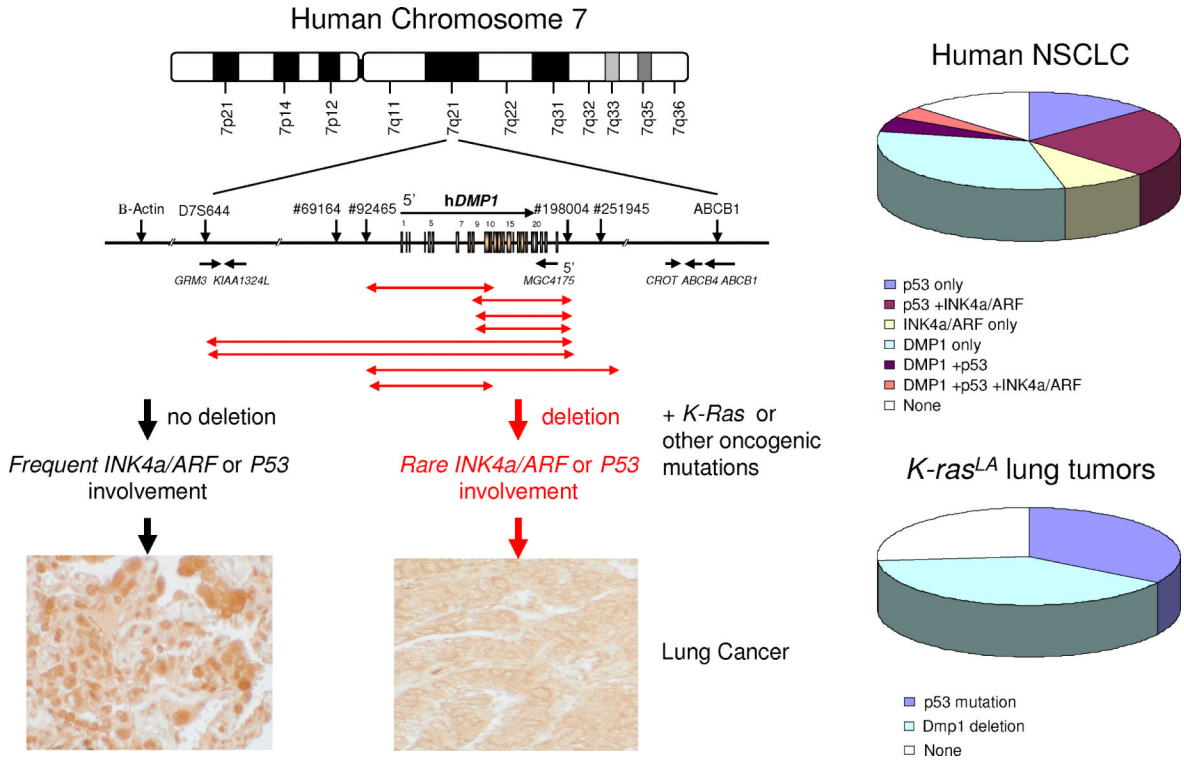 Human Chromosome 7
7p21
7p14
7p12
7q11
7q21
7q22
7q31
7q32
7q33
7q35
7q36
B-Actin
D7S644
#69164
#92465
5’
hDMP1
#198004
#251945
ABCB1
1
5
7
9
10
15
20
GRM3 KIAA1324L
MGC4175
5’
CROT ABCB4 ABCB1
no deletion
deletion
+ K-Ras or
other oncogenic
mutations
Frequent INK4a/ARF or P53
involvement
Rare INK4a/ARF or P53
involvement
Lung Cancer
Human NSCLC
p53 only
p53 +INK4a/ARF
INK4a/ARF only
DMP1 only
DMP1 +p53
DMP1 +p53 +INK4a/ARF
None
K-rasLA lung tumors
p53 mutation
Dmp1 deletion
None